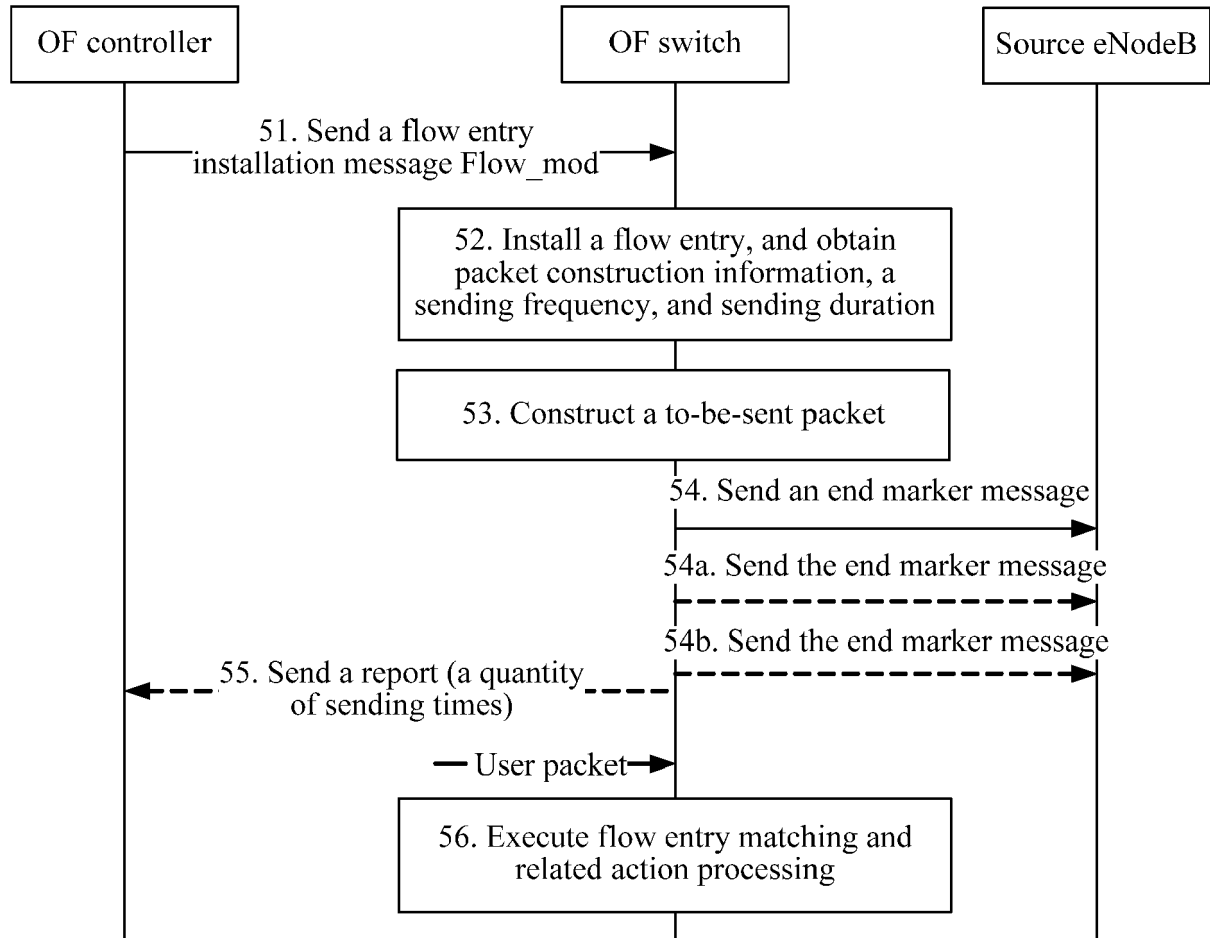 OF controller
OF switch
Source eNodeB
51. Send a flow entry
installation message Flow_mod
52. Install a flow entry, and obtain
packet construction information, a
sending frequency, and sending duration
53. Construct a to-be-sent packet
54. Send an end marker message
54a. Send the end marker message
54b. Send the end marker message
55. Send a report (a quantity
of sending times)
User packet
56. Execute flow entry matching and
related action processing